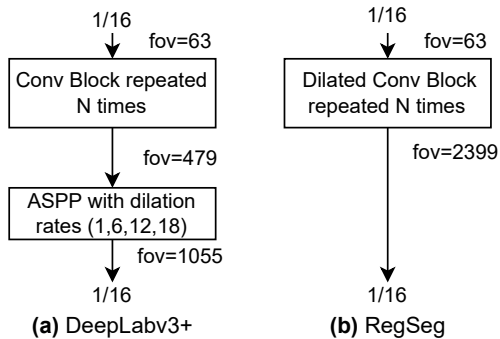 1/16
fov=63
Conv Block repeated
N times
fov=479
ASPP with dilation
rates (1,6,12,18)
fov=1055
1/16
(a) DeepLabv3+
1/16
fov=63
Dilated Conv Block
repeated N times
fov=2399
1/16
(b) RegSeg